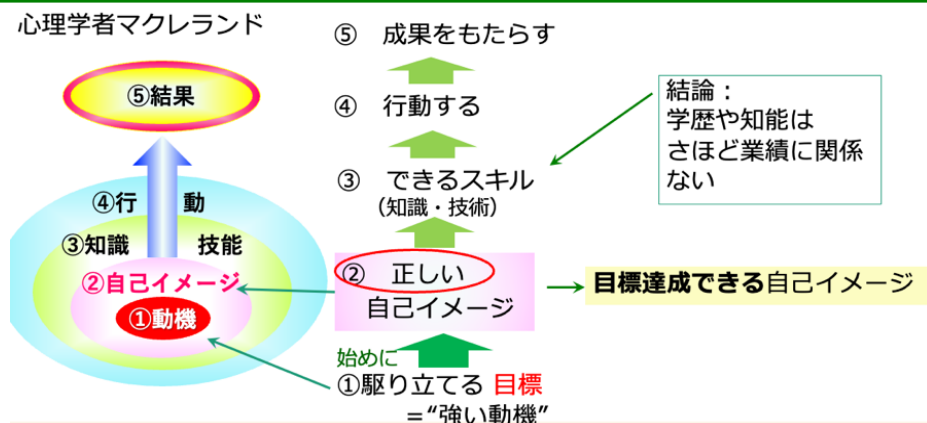 心理学者マクレランド
⑤結果
④行 動
③知識 技能
②自己イメージ
①動機
⑤ 成果をもたらす
④ 行動する
③ できるスキル
（知識・技術）
② 正しい
自己イメージ
始めに
①駆り立てる 目標
＝“強い動機”
結論：
学歴や知能は
さほど業績に関係
ない
目標達成できる自己イメージ